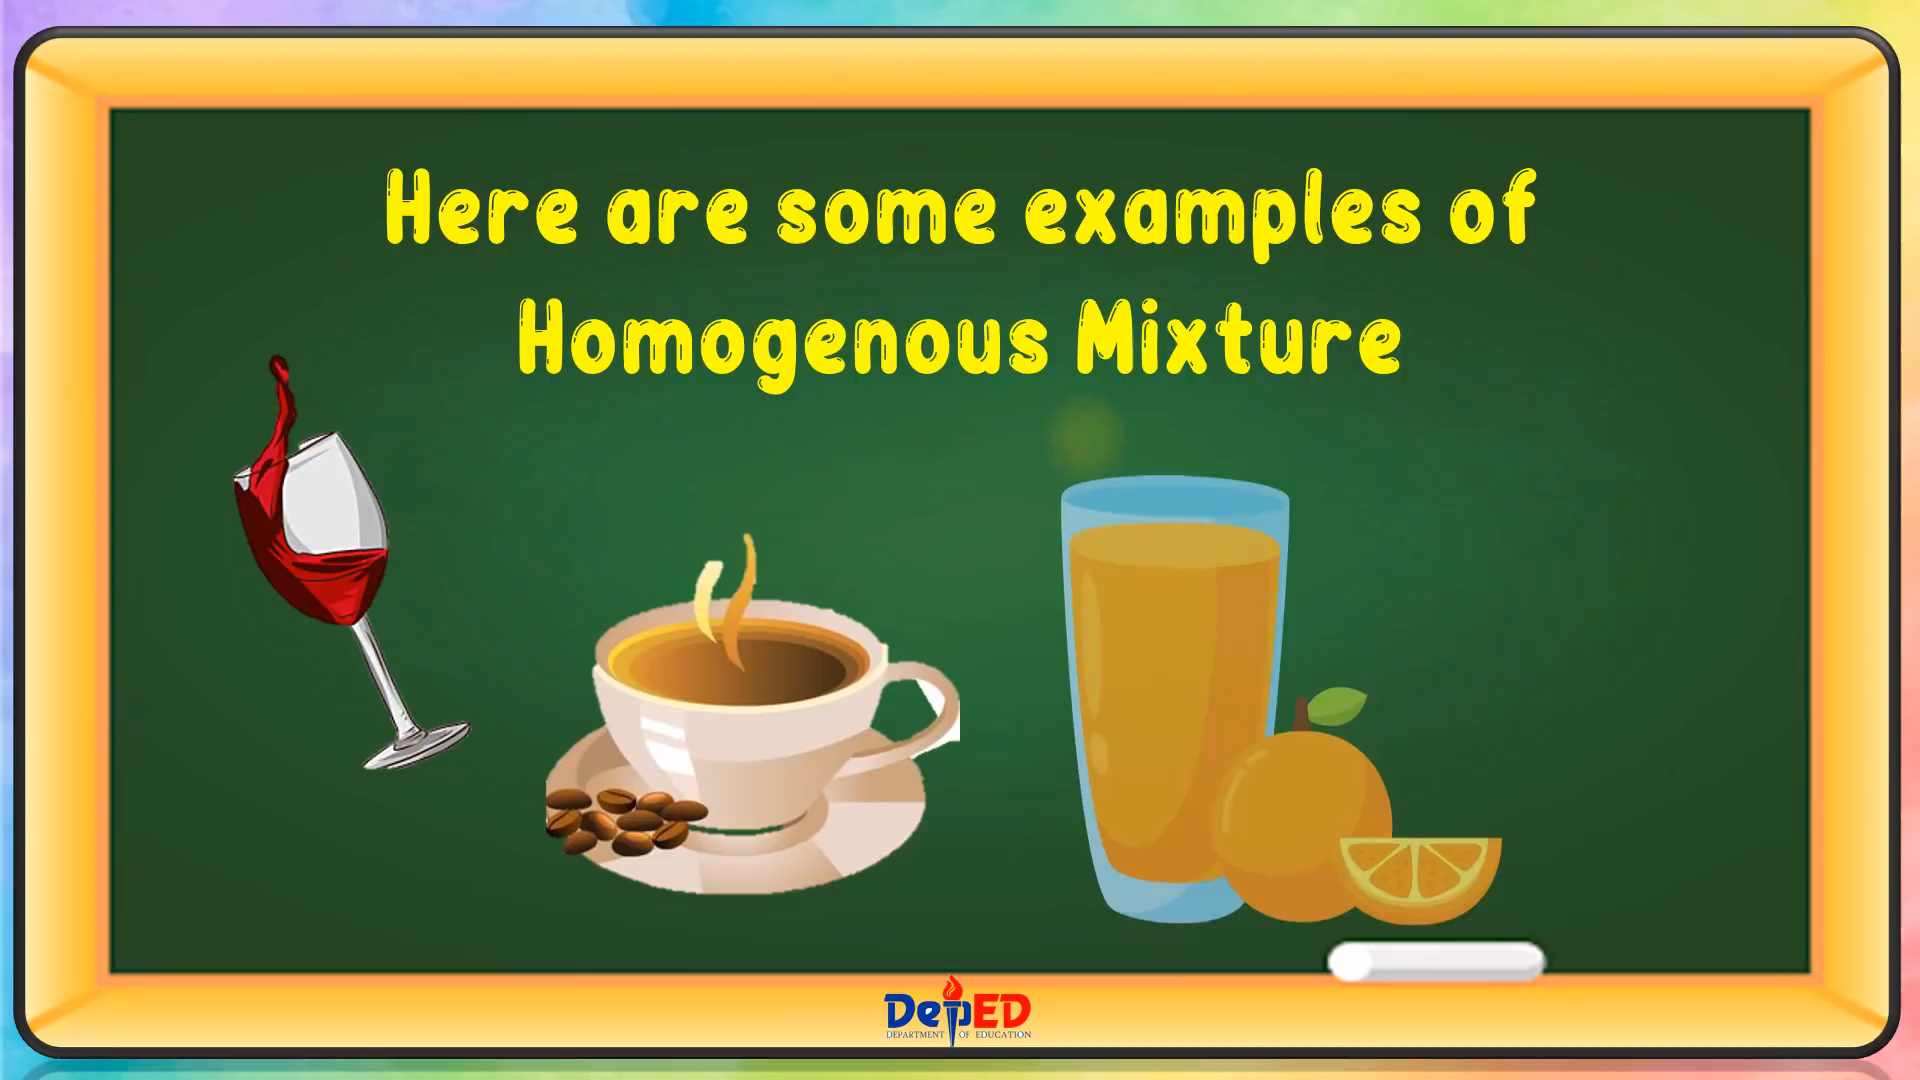 Here are some examples of
Homogenous Mixture
DepED
DEPARTMENT OF EDUCATION